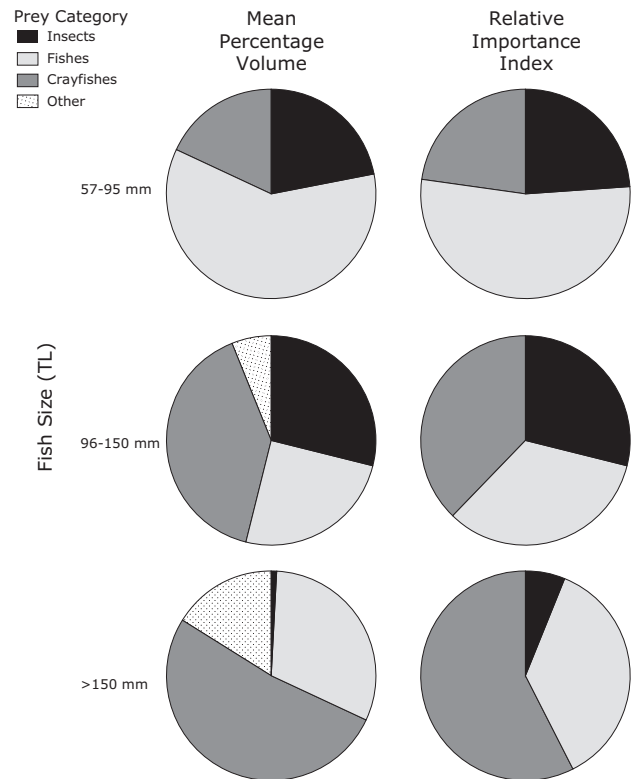 Prey Category
Insects
Fishes
Crayfishes
Other
Mean
Percentage
Volume
Relative
Importance
Index
57-95 mm
Fish Size (TL)
96-150 mm
>150 mm